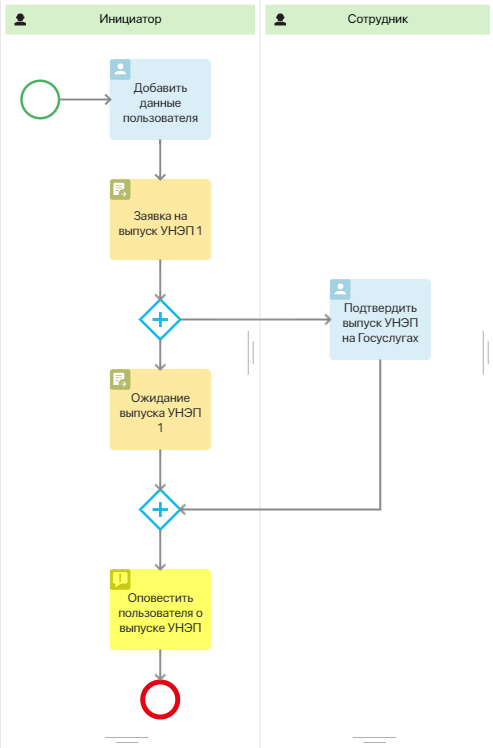 Инициатор
Сотрудник
Добавить
данные
пользователя
Заявка на
выпуск УНЭП 1
Подтвердить
выпуск УНЭП
на Госуслугах
Ожидание
выпуска УНЭП
1
Оповестить
пользователя о
выпуске УНЭП